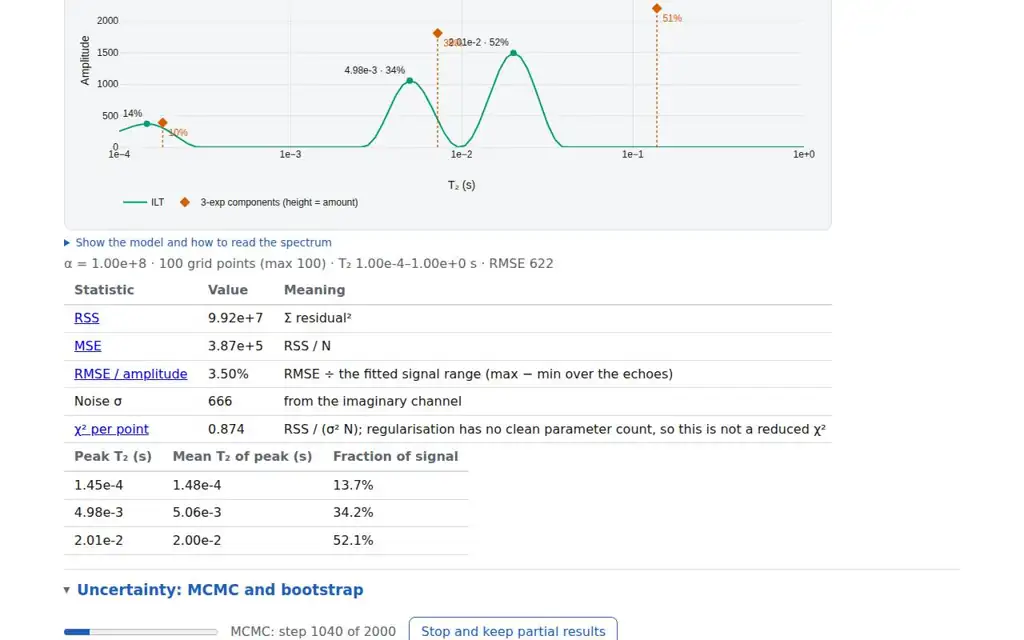 2000
51%
2.01e-2 · 52%
Amplitude
1500
4.98e-3 · 34%
1000
14%
500
10%
0
1e−4
1e−3
1e−2
1e−1
1e+0
T₂ (s)
ILT
3-exp components (height = amount)
Show the model and how to read the spectrum
α = 1.00e+8 · 100 grid points (max 100) · T₂ 1.00e-4–1.00e+0 s · RMSE 622
Statistic Value Meaning
RSS 9.92e+7 Σ residual²
MSE 3.87e+5 RSS / N
RMSE / amplitude 3.50% RMSE ÷ the fitted signal range (max − min over the echoes)
Noise σ 666 from the imaginary channel
χ² per point 0.874 RSS / (σ² N); regularisation has no clean parameter count, so this is not a reduced χ²
Peak T₂ (s) Mean T₂ of peak (s) Fraction of signal
1.45e-4 1.48e-4 13.7%
4.98e-3 5.06e-3 34.2%
2.01e-2 2.00e-2 52.1%
Uncertainty: MCMC and bootstrap
MCMC: step 1040 of 2000
Stop and keep partial results